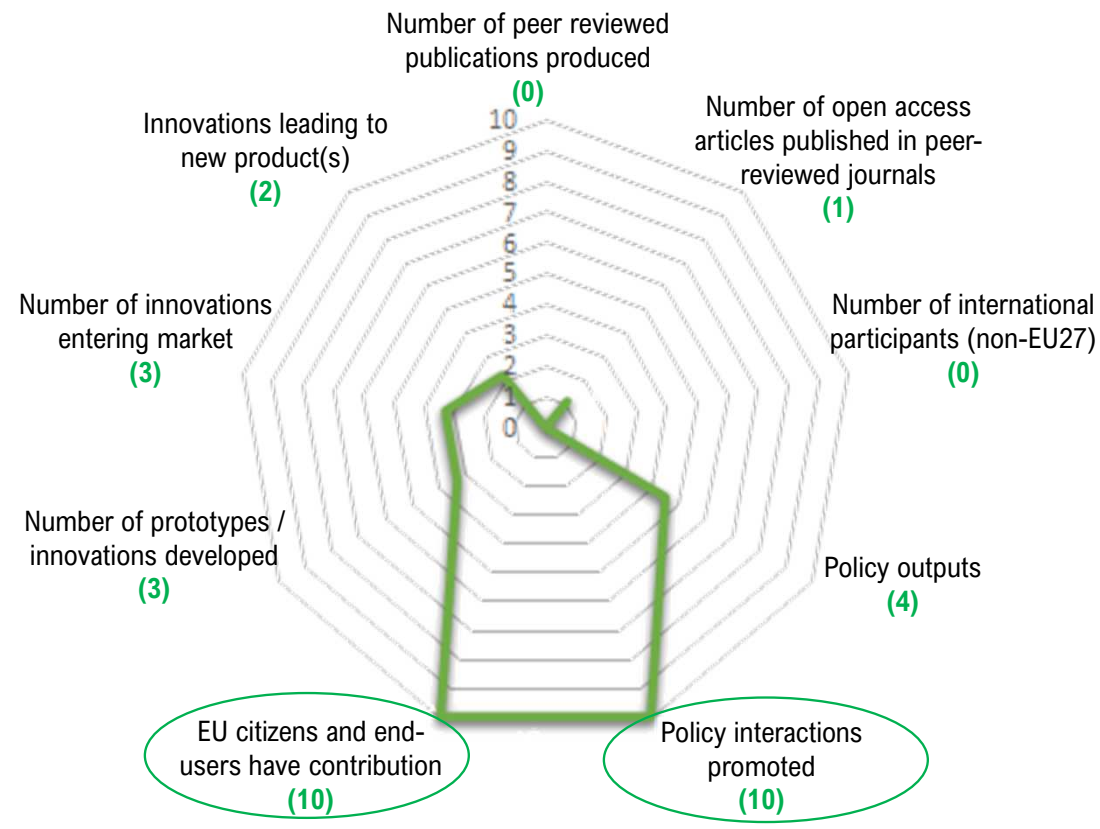 Number of peer reviewed
publications produced
(0)
Number of open access
articles published in peer-
reviewed journals
(1)
Number of international
participants (non-EU27)
(0)
Policy outputs
(4)
Policy interactions
promoted
(10)
EU citizens and end-
users have contribution
(10)
Number of prototypes /
innovations developed
(3)
Number of innovations
entering market
(3)
Innovations leading to
new product(s)
(2)
10
9
8
7
6
5
4
3
2
1
0